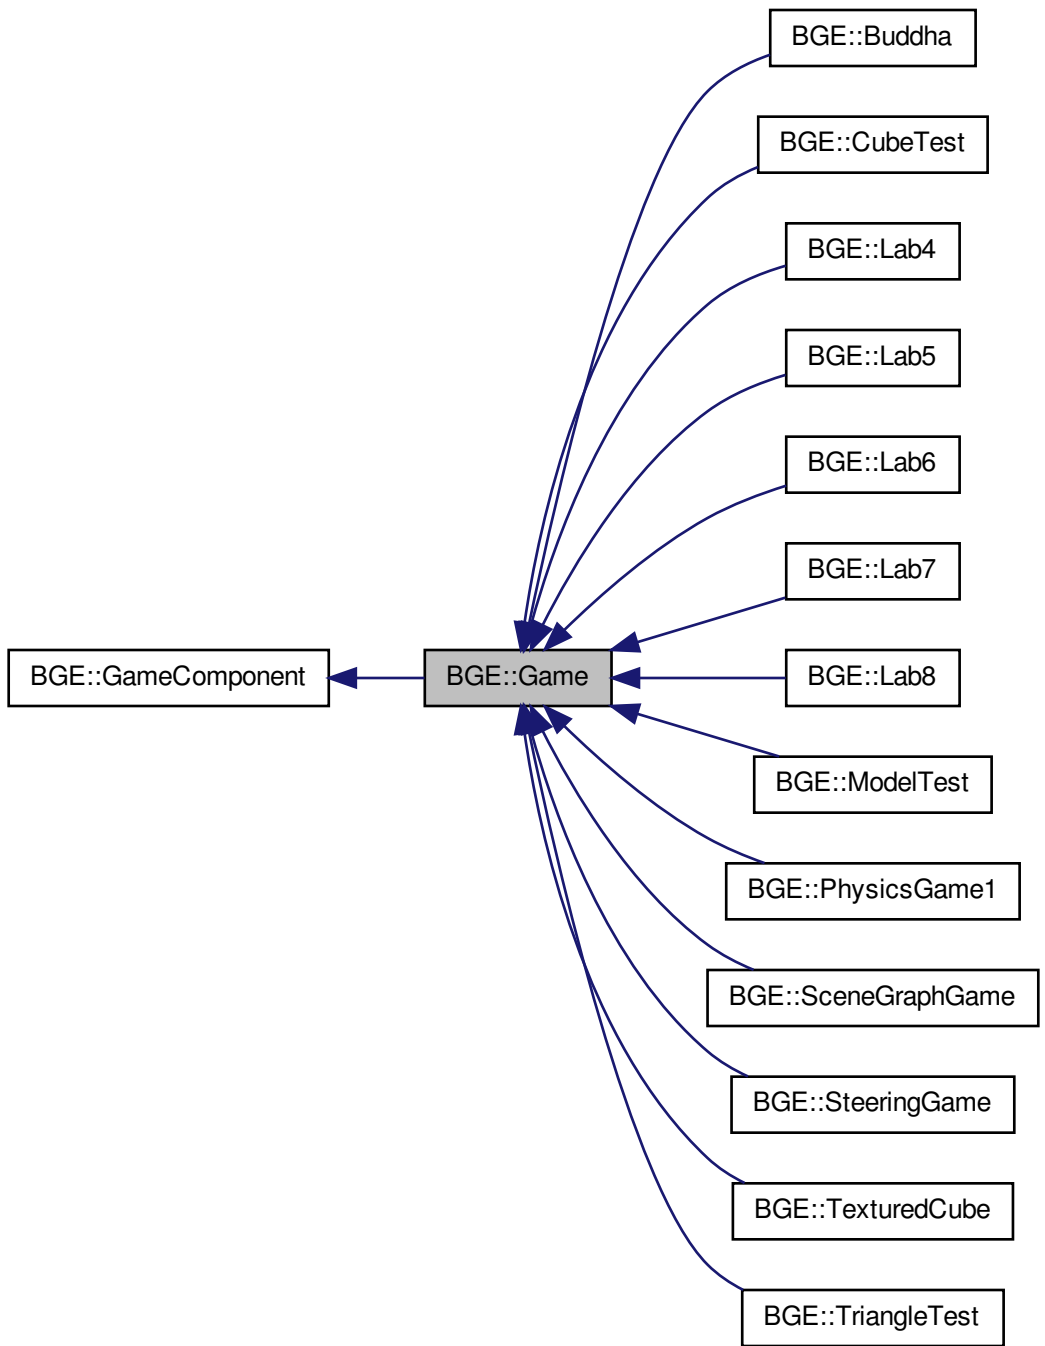 BGE::Buddha
BGE::CubeTest
BGE::Lab4
BGE::Lab5
BGE::Lab6
BGE::Lab7
BGE::GameComponent
BGE::Game
BGE::Lab8
BGE::ModelTest
BGE::PhysicsGame1
BGE::SceneGraphGame
BGE::SteeringGame
BGE::TexturedCube
BGE::TriangleTest